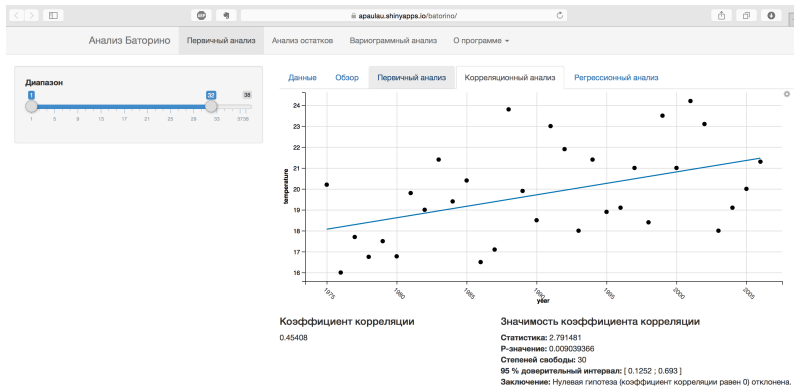 apaulau.shinyapps.io/batorino/
Анализ Баторино Первичный анализ Анализ остатков Вариограммный анализ О программе
Диапазон
1 32 38
1 5 9 13 17 21 25 29 33 3738
Данные Обзор Первичный анализ Корреляционный анализ Регрессионный анализ
24
23
22
21
20
19
18
17
16
temperature
1975 1980 1985 1990 1995 2000 2005
year
Коэффициент корреляции
0.45408
Значимость коэффициента корреляции
Статистика: 2.791481
P-значение: 0.009039366
Степеней свободы: 30
95 % доверительный интервал: [ 0.1252 ; 0.693 ]
Заключение: Нулевая гипотеза (коэффициент корреляции равен 0) отклонена.